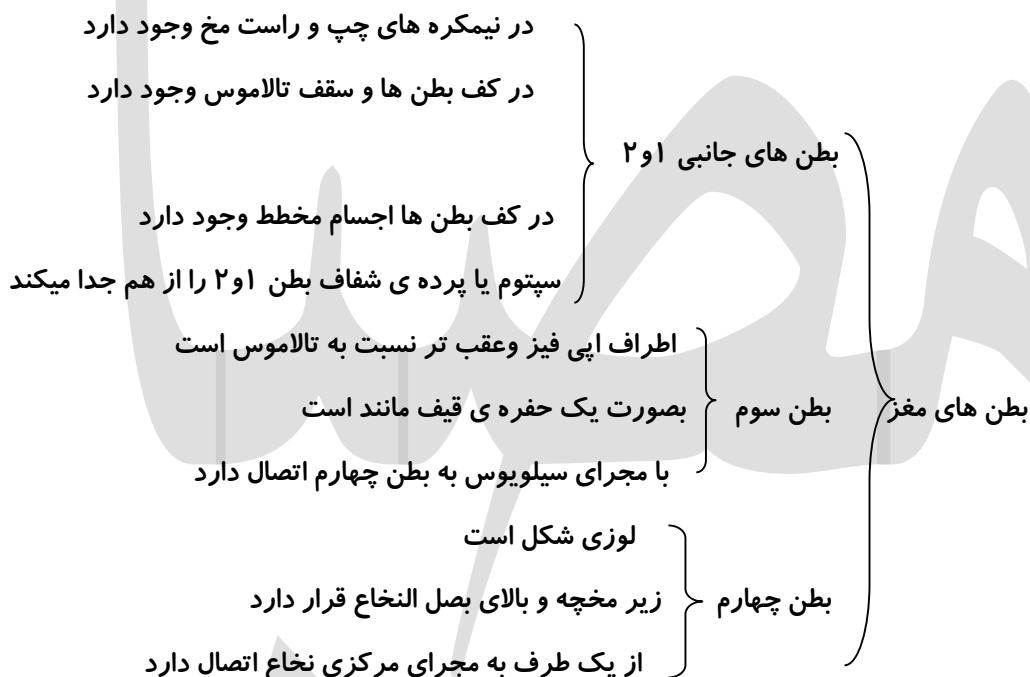 در نیمکره های چپ و راست مخ وجود دارد
در کف بطن ها و سقف تالاموس وجود دارد
بطن های جانبی ۱و۲
در کف بطن ها اجسام مخطط وجود دارد
سپتوم یا پرده ی شفاف بطن ۱و۲ را از هم جدا میکند
اطراف اپی فیز وعقب تر نسبت به تالاموس است
بطن های مغز
بطن سوم
بصورت یک حفره ی قیف مانند است
با مجرای سیلویوس به بطن چهارم اتصال دارد
لوزی شکل است
بطن چهارم
زیر مخچه و بالای بصل النخاع قرار دارد
از یک طرف به مجرای مرکزی نخاع اتصال دارد